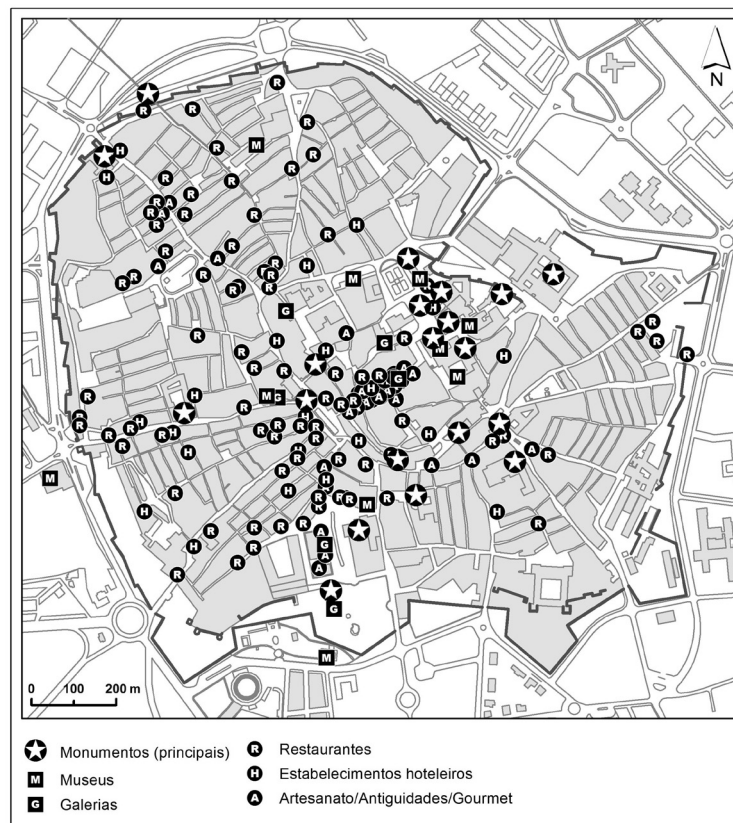 N
0 100 200 m
Monumentos (principais)
M Museus
G Galerias
R Restaurantes
H Estabelecimentos hoteleiros
A Artesanato/Antiguidades/Gourmet